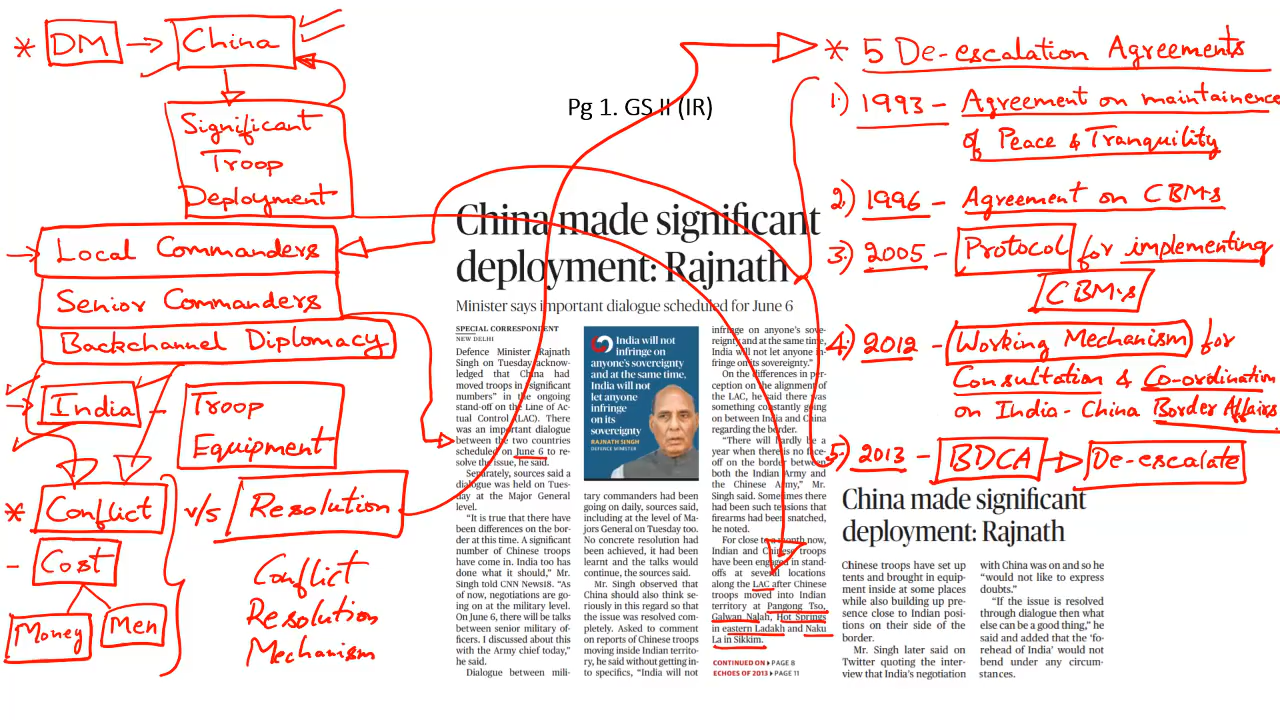 * DM → China
Significant
Troop
Deployment
Local Commanders
Senior Commanders
Backchannel Diplomacy
India
Troop
Equipment
* Conflict v/s Resolution
- Cost
Money Men
Conflict
Resolution
Mechanism
Pg 1. GS II (IR)
China made significant
deployment: Rajnath
Minister says important dialogue scheduled for June 6
SPECIAL CORRESPONDENT
NEW DELHI
Defence Minister Rajnath
Singh on Tuesday acknow-
ledged that China had
moved troops in "significant
numbers" in the ongoing
stand-off on the Line of Ac-
tual Control (LAC). There
was an important dialogue
between the two countries
scheduled on June 6 to re-
solve the issue, he said.
Separately, sources said a
dialogue was held on Tues-
day at the Major General
level.
"It is true that there have
been differences on the bor-
der at this time. A significant
number of Chinese troops
have come in. India too has
done what it should," Mr.
Singh told CNN News18. "As
of now, negotiations are go-
ing on at the military level.
On June 6, there will be talks
between senior military of-
ficers. I discussed about this
with the Army chief today,"
he said.
Dialogue between mili-
India will not
infringe on
anyone's sovereignty
and at the same time,
India will not
let anyone
infringe
on its
sovereignty
RAJNATH SINGH
DEFENCE MINISTER
tary commanders had been
going on daily, sources said,
including at the level of Ma-
jors General on Tuesday too.
No concrete resolution had
been achieved, it had been
learnt and the talks would
continue, the sources said.
Mr. Singh observed that
China should also think se-
riously in this regard so that
the issue was resolved com-
pletely. Asked to comment
on reports of Chinese troops
moving inside Indian territo-
ry, he said without getting in-
to specifics, "India will not
infringe on anyone's sove-
reignty and at the same time,
India will not let anyone in-
fringe on its sovereignty."
On the differences in per-
ception on the alignment of
the LAC, he said there was
something constantly going
on between India and China
regarding the border.
"There will hardly be a
year when there is no face-
off on the border between
both the Indian Army and
the Chinese Army," Mr.
Singh said. Sometimes there
had been such tensions that
firearms had been snatched,
he noted.
For close to a month now,
Indian and Chinese troops
have been engaged in stand-
offs at several locations
along the LAC after Chinese
troops moved into Indian
territory at Pangong Tso,
Galwan Nalah, Hot Springs
in eastern Ladakh and Naku
La in Sikkim.
CONTINUED ON PAGE 8
ECHOES OF 2013 PAGE 11
* 5 De-escalation Agreements
1.) 1993 - Agreement on maintainence
of Peace & Tranquility
2.) 1996 - Agreement on CBM.s
3.) 2005 - Protocol for implementing
CBM.s
4.) 2012 - Working Mechanism for
Consultation & Co-ordination
on India - China Border Affairs
5.) 2013 - BDCA → De-escalate
China made significant
deployment: Rajnath
Chinese troops have set up
tents and brought in equip-
ment inside at some places
while also building up pre-
sence close to Indian posi-
tions on their side of the
border.
Mr. Singh later said on
Twitter quoting the inter-
view that India's negotiation
with China was on and so he
"would not like to express
doubts."
"If the issue is resolved
through dialogue then what
else can be a good thing," he
said and added that the 'fo-
rehead of India' would not
bend under any circum-
stances.